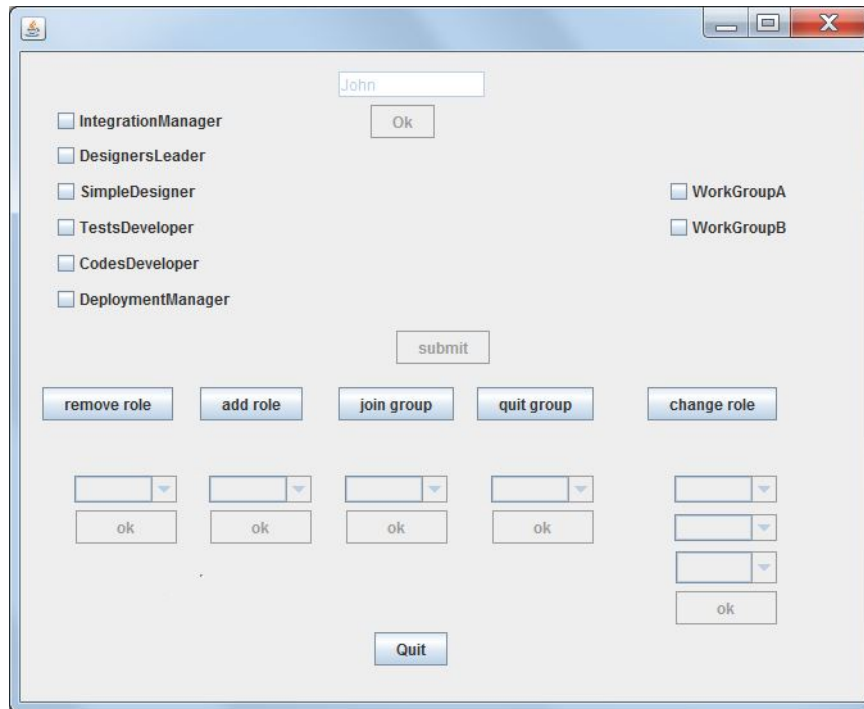 John
IntegrationManager Ok
DesignersLeader
SimpleDesigner WorkGroupA
TestsDeveloper WorkGroupB
CodesDeveloper
DeploymentManager
submit
remove role add role join group quit group change role
ok ok ok ok
ok
Quit